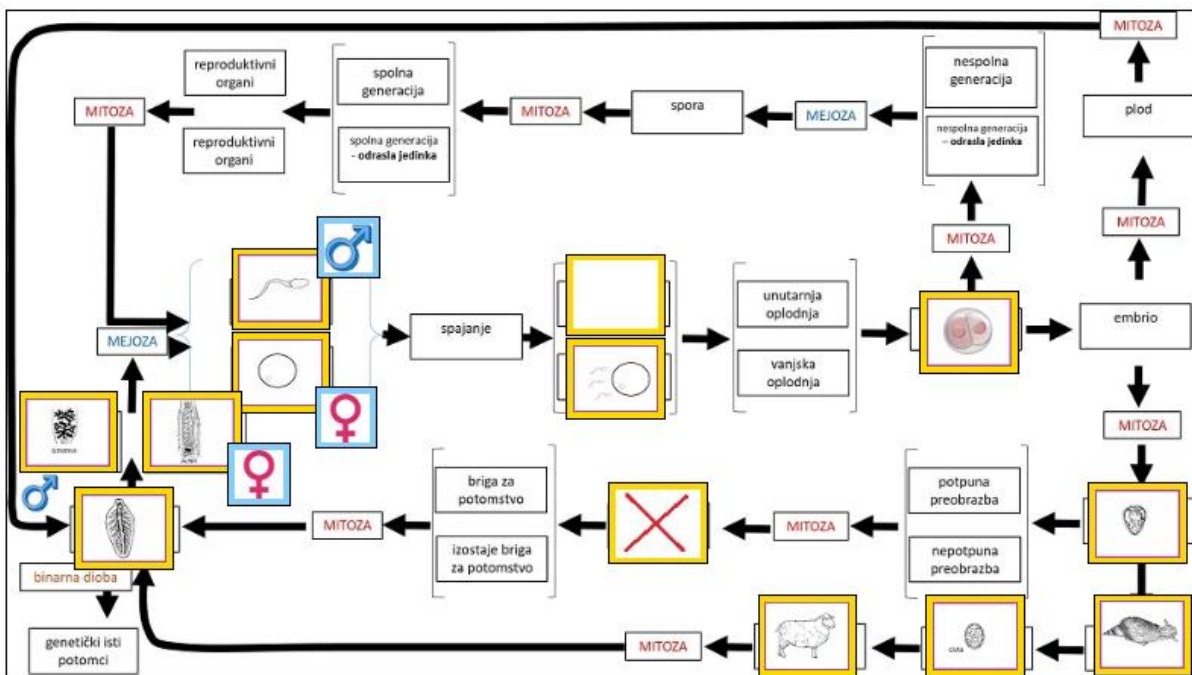 MITOZA
reproduktivni
organi
spolna
generacija
nespolna
generacija
MITOZA
MITOZA
spora
MEJOZA
plod
reproduktivni
organi
spolna generacija
- odrasla jedinka
nespolna generacija
– odrasla jedinka
MITOZA
MITOZA
MEJOZA
spajanje
unutarnja
oplodnja
vanjska
oplodnja
embrio
MITOZA
briga za
potomstvo
izostaje briga
za potomstvo
MITOZA
MITOZA
potpuna
preobrazba
nepotpuna
preobrazba
binarna dioba
genetički isti
potomci
MITOZA